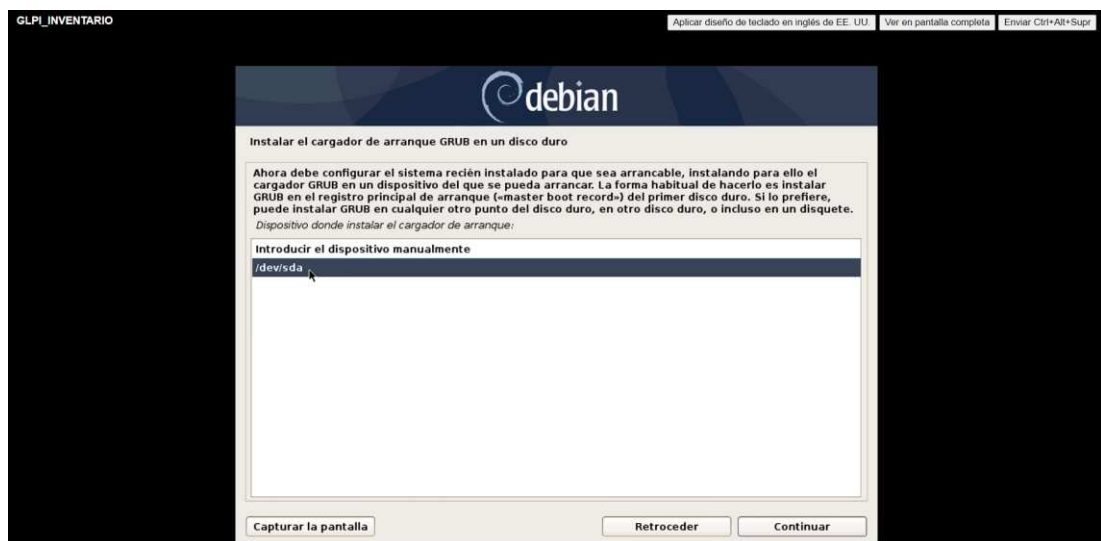 GLPI_INVENTARIO
Aplicar diseño de teclado en inglés de EE. UU.
Ver en pantalla completa
Enviar Ctrl+Alt+Supr
debian
Instalar el cargador de arranque GRUB en un disco duro
Ahora debe configurar el sistema recién instalado para que sea arrancable, instalando para ello el
cargador GRUB en un dispositivo del que se pueda arrancar. La forma habitual de hacerlo es instalar
GRUB en el registro principal de arranque («master boot record») del primer disco duro. Si lo prefiere,
puede instalar GRUB en cualquier otro punto del disco duro, en otro disco duro, o incluso en un disquete.
Dispositivo donde instalar el cargador de arranque:
Introducir el dispositivo manualmente
/dev/sda
Capturar la pantalla
Retroceder
Continuar